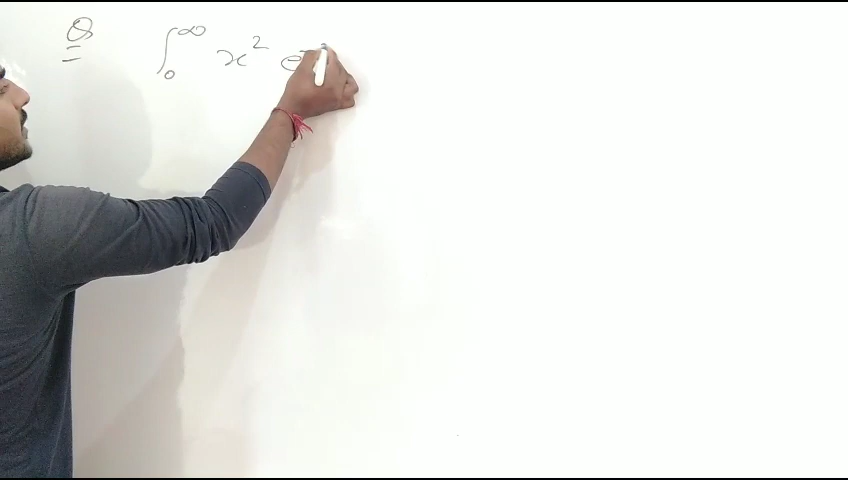 Q ∫₀^∞ x² e⁻